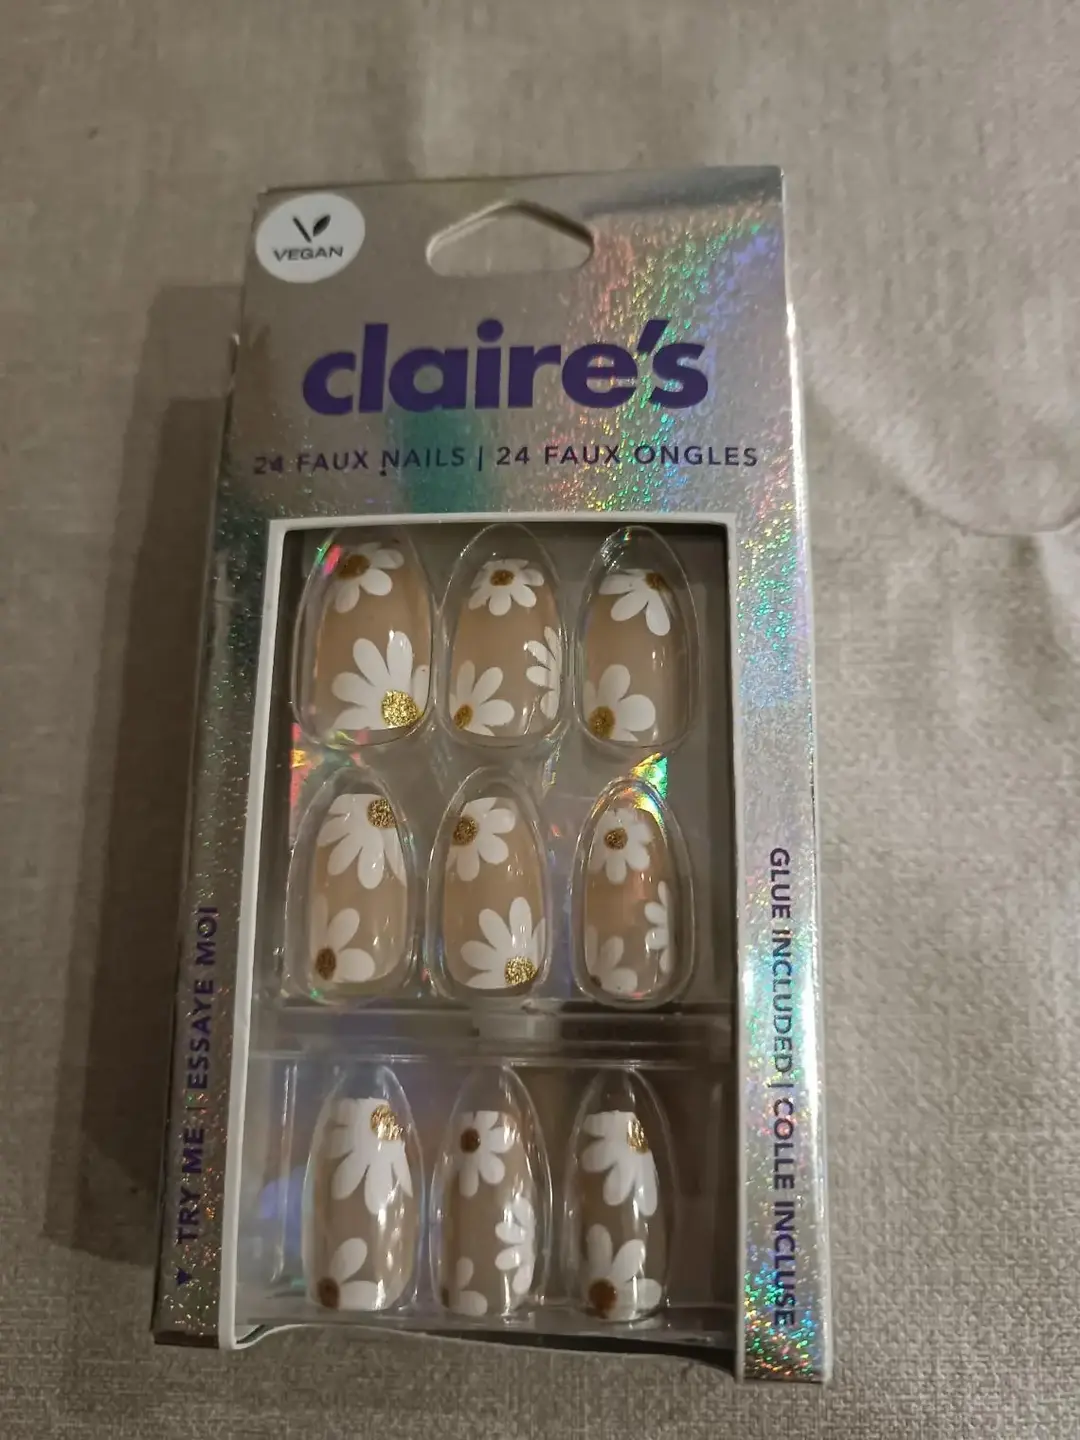 VEGAN
claire's
24 FAUX NAILS | 24 FAUX ONGLES
TRY ME | ESSAYE MOI
GLUE INCLUDED | COLLE INCLUSE